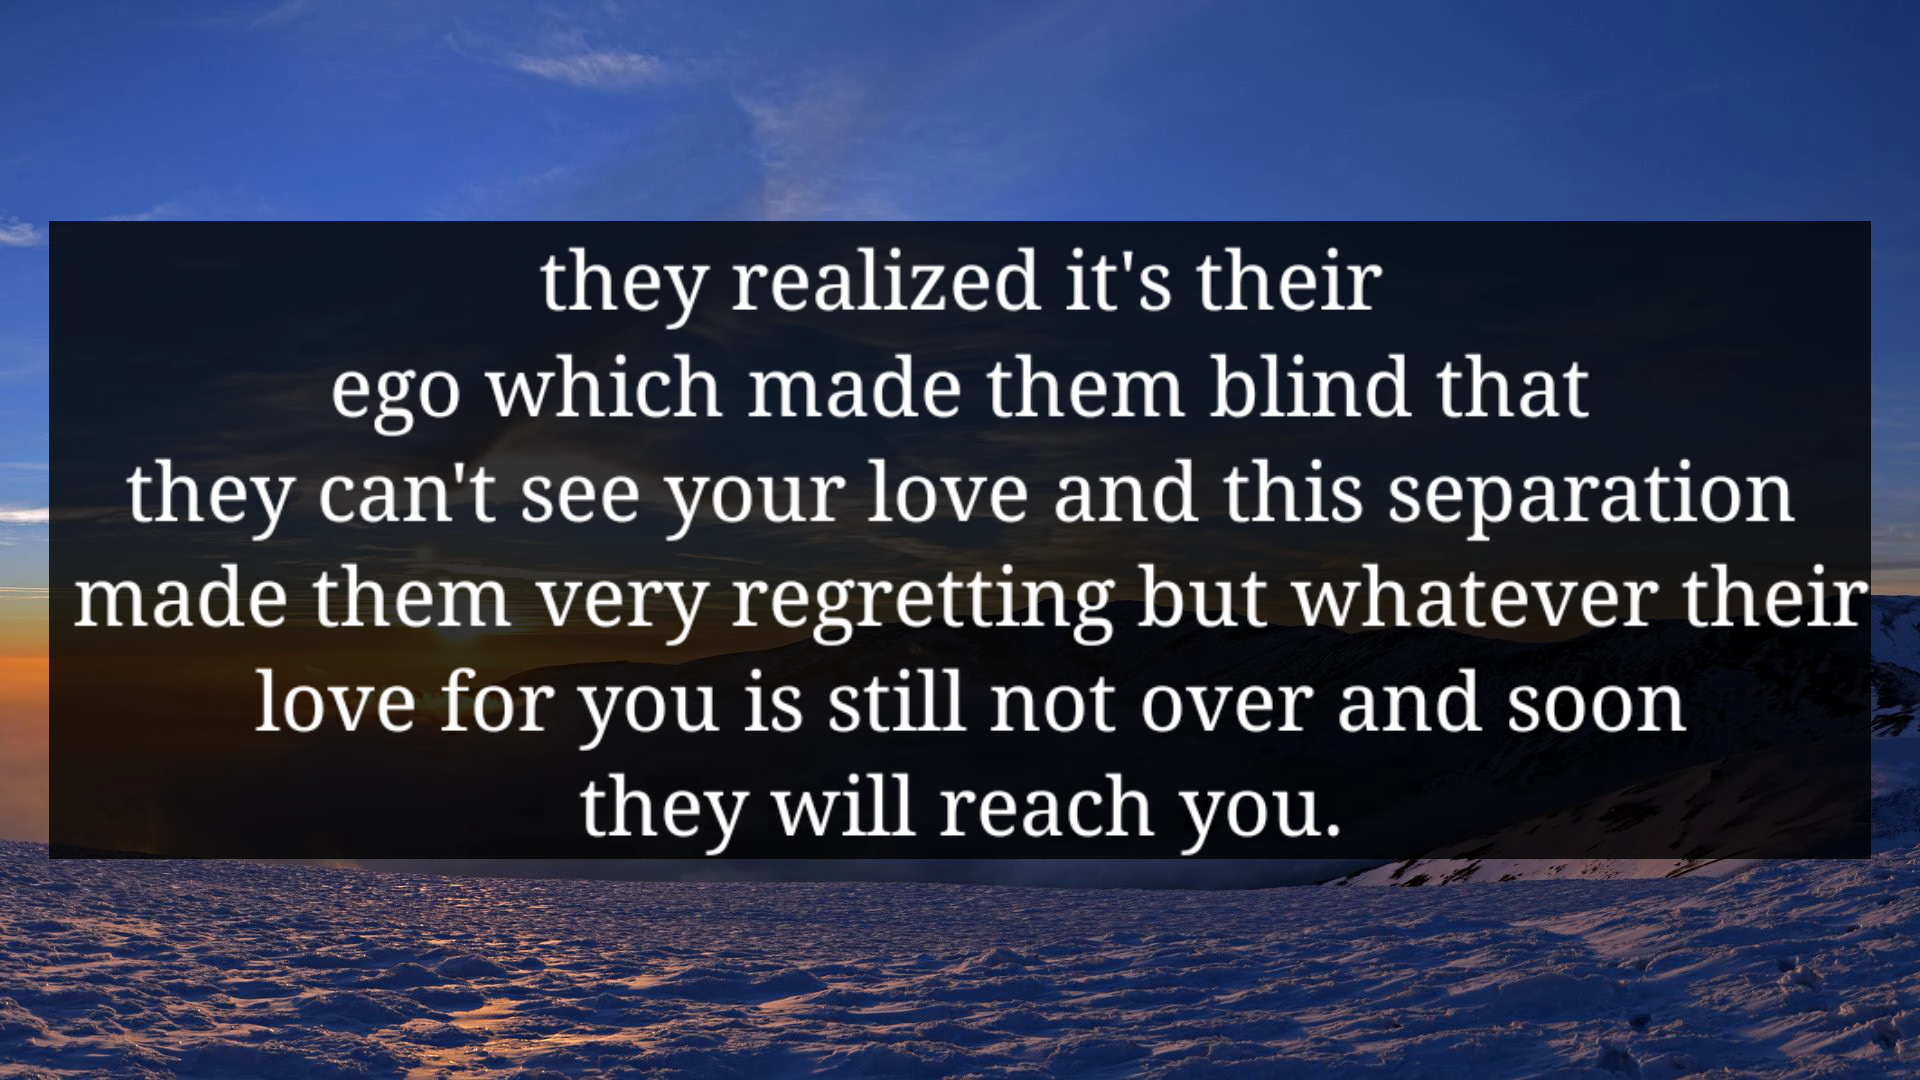 they realized it's their
ego which made them blind that
they can't see your love and this separation
made them very regretting but whatever their
love for you is still not over and soon
they will reach you.